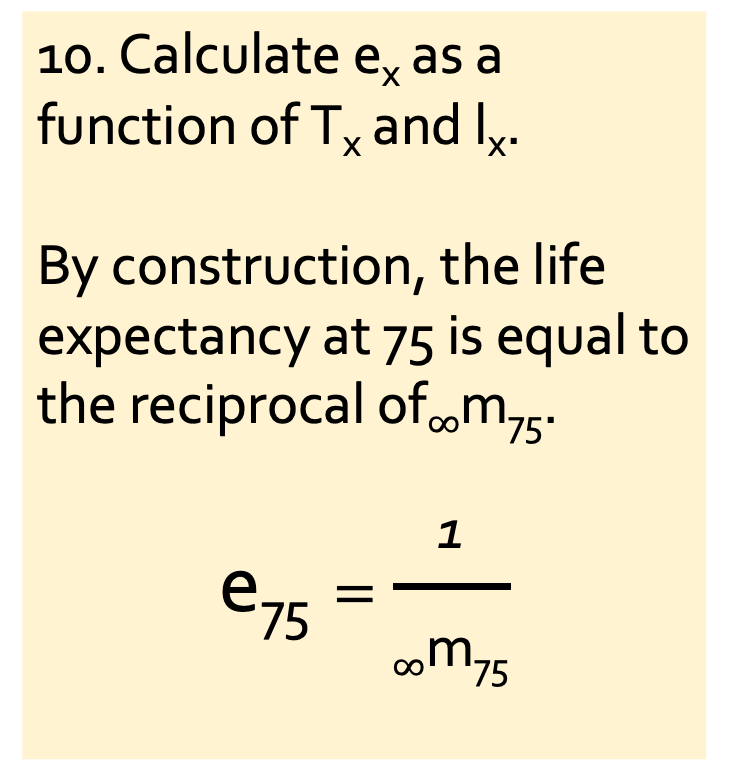 10. Calculate eₓ as a
function of Tₓ and lₓ.
By construction, the life
expectancy at 75 is equal to
the reciprocal of ∞m₇₅.
1
e₇₅ =
∞m₇₅